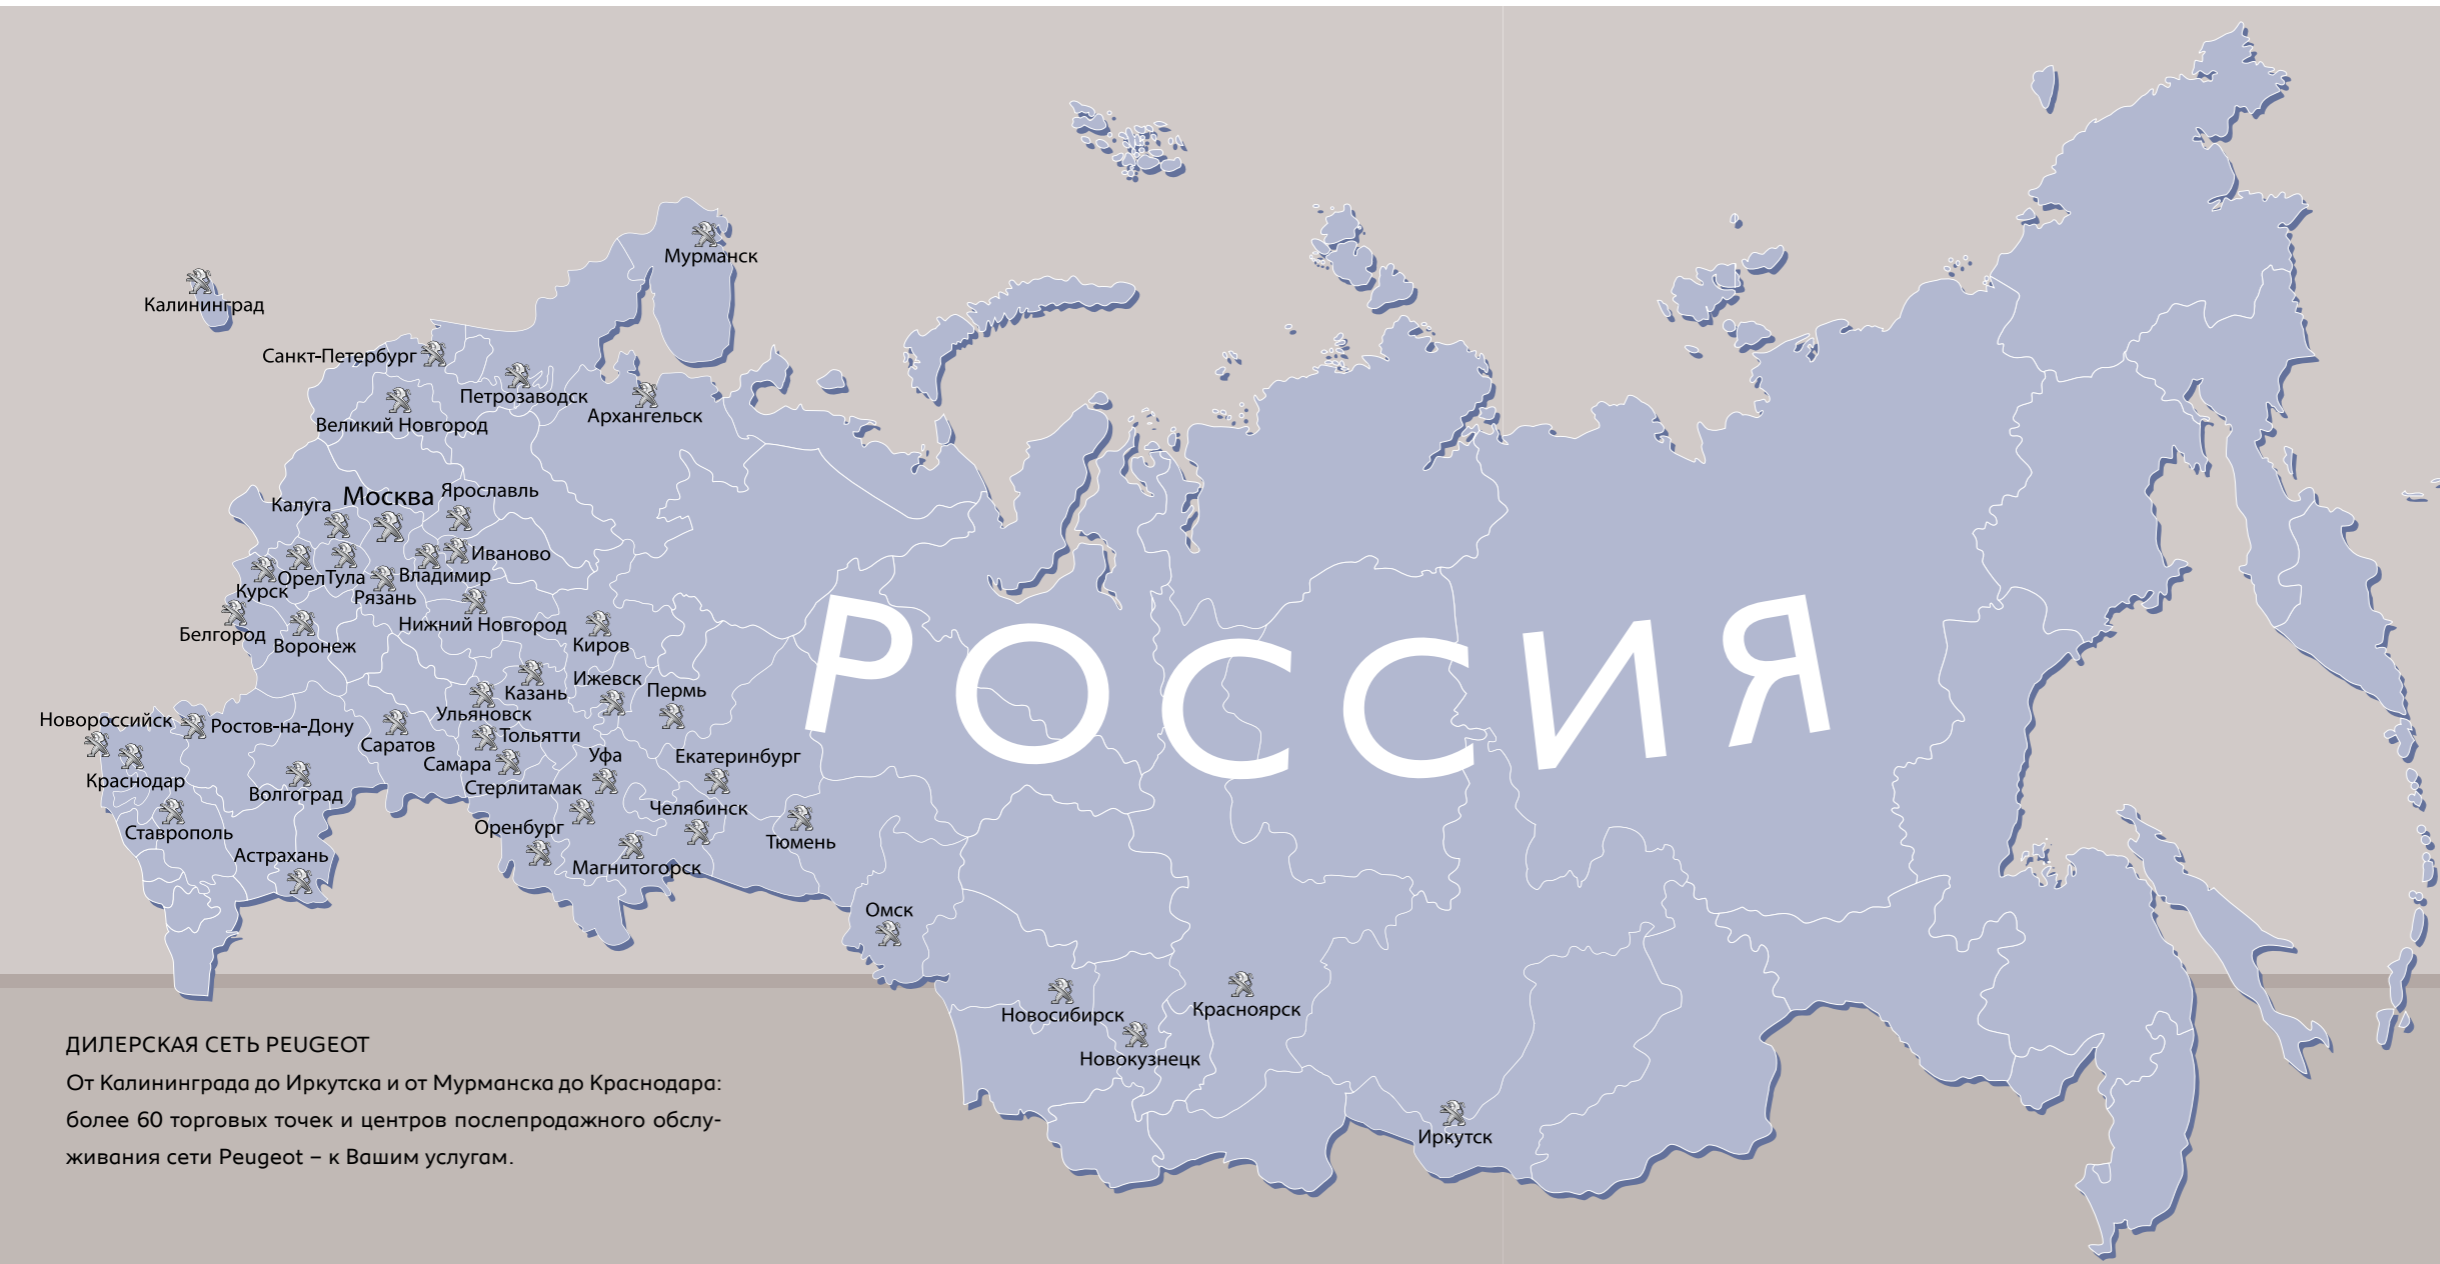 Мурманск
Калининград
Санкт-Петербург
Петрозаводск
Архангельск
Великий Новгород
Москва
Ярославль
Калуга
Иваново
Орел
Тула
Владимир
Курск
Рязань
Нижний Новгород
Белгород
Воронеж
Киров
Казань
Ижевск
Пермь
Ульяновск
Новороссийск
Ростов-на-Дону
Саратов
Тольятти
Самара
Уфа
Екатеринбург
Краснодар
Волгоград
Стерлитамак
Челябинск
Ставрополь
Оренбург
Тюмень
Астрахань
Магнитогорск
РОССИЯ
Омск
Новосибирск
Красноярск
Новокузнецк
Иркутск
ДИЛЕРСКАЯ СЕТЬ PEUGEOT
От Калининграда до Иркутска и от Мурманска до Краснодара:
более 60 торговых точек и центров послепродажного обслу-
живания сети Peugeot – к Вашим услугам.